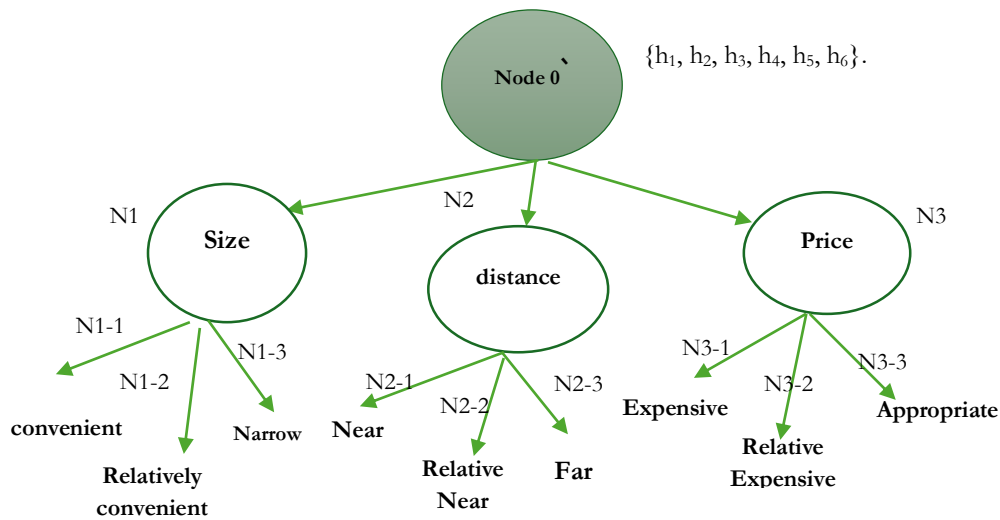 Node 0`
{h₁, h₂, h₃, h₄, h₅, h₆}.
N1
N2
N3
Size
distance
Price
N1-1
N1-2
N1-3
N2-1
N2-2
N2-3
N3-1
N3-2
N3-3
convenient
Relatively
convenient
Narrow
Near
Relative
Near
Far
Expensive
Relative
Expensive
Appropriate